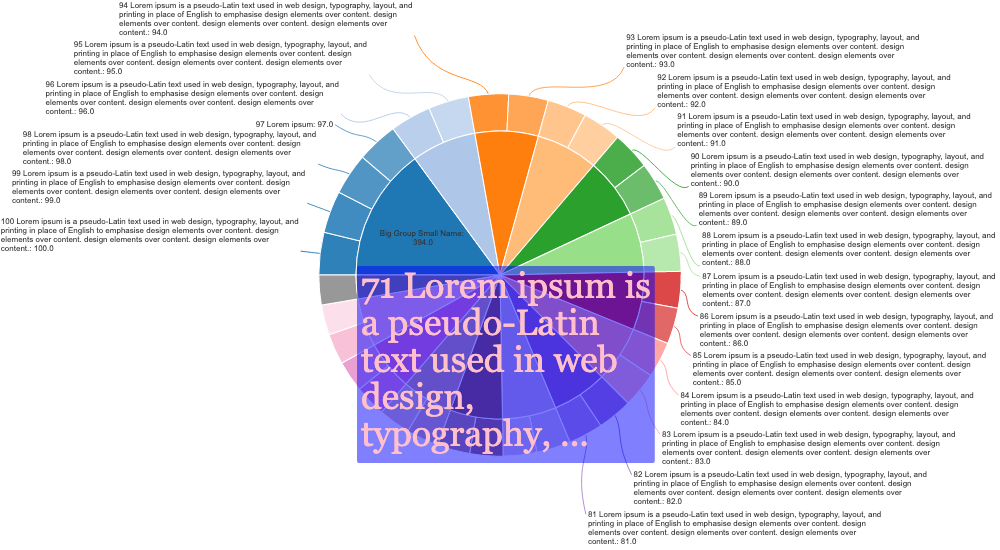 94 Lorem ipsum is a pseudo-Latin text used in web design, typography, layout, and
printing in place of English to emphasise design elements over content. design
elements over content. design elements over content. design elements over
content.: 94.0
95 Lorem ipsum is a pseudo-Latin text used in web design, typography, layout, and
printing in place of English to emphasise design elements over content. design
elements over content. design elements over content. design elements over
content.: 95.0
96 Lorem ipsum is a pseudo-Latin text used in web design, typography, layout, and
printing in place of English to emphasise design elements over content. design
elements over content. design elements over content. design elements over
content.: 96.0
97 Lorem ipsum: 97.0
98 Lorem ipsum is a pseudo-Latin text used in web design, typography, layout, and
printing in place of English to emphasise design elements over content. design
elements over content. design elements over content. design elements over
content.: 98.0
99 Lorem ipsum is a pseudo-Latin text used in web design, typography, layout, and
printing in place of English to emphasise design elements over content. design
elements over content. design elements over content. design elements over
content.: 99.0
100 Lorem ipsum is a pseudo-Latin text used in web design, typography, layout, and
printing in place of English to emphasise design elements over content. design
elements over content. design elements over content. design elements over
content.: 100.0
Big Group Small Name:
394.0
71 Lorem ipsum is
a pseudo-Latin
text used in web
design,
typography, ...
93 Lorem ipsum is a pseudo-Latin text used in web design, typography, layout, and
printing in place of English to emphasise design elements over content. design
elements over content. design elements over content. design elements over
content.: 93.0
92 Lorem ipsum is a pseudo-Latin text used in web design, typography, layout, and
printing in place of English to emphasise design elements over content. design
elements over content. design elements over content. design elements over
content.: 92.0
91 Lorem ipsum is a pseudo-Latin text used in web design, typography, layout, and
printing in place of English to emphasise design elements over content. design
elements over content. design elements over content. design elements over
content.: 91.0
90 Lorem ipsum is a pseudo-Latin text used in web design, typography, layout, and
printing in place of English to emphasise design elements over content. design
elements over content. design elements over content. design elements over
content.: 90.0
89 Lorem ipsum is a pseudo-Latin text used in web design, typography, layout, and
printing in place of English to emphasise design elements over content. design
elements over content. design elements over content. design elements over
content.: 89.0
88 Lorem ipsum is a pseudo-Latin text used in web design, typography, layout, and
printing in place of English to emphasise design elements over content. design
elements over content. design elements over content. design elements over
content.: 88.0
87 Lorem ipsum is a pseudo-Latin text used in web design, typography, layout, and
printing in place of English to emphasise design elements over content. design
elements over content. design elements over content. design elements over
content.: 87.0
86 Lorem ipsum is a pseudo-Latin text used in web design, typography, layout, and
printing in place of English to emphasise design elements over content. design
elements over content. design elements over content. design elements over
content.: 86.0
85 Lorem ipsum is a pseudo-Latin text used in web design, typography, layout, and
printing in place of English to emphasise design elements over content. design
elements over content. design elements over content. design elements over
content.: 85.0
84 Lorem ipsum is a pseudo-Latin text used in web design, typography, layout, and
printing in place of English to emphasise design elements over content. design
elements over content. design elements over content. design elements over
content.: 84.0
83 Lorem ipsum is a pseudo-Latin text used in web design, typography, layout, and
printing in place of English to emphasise design elements over content. design
elements over content. design elements over content. design elements over
content.: 83.0
82 Lorem ipsum is a pseudo-Latin text used in web design, typography, layout, and
printing in place of English to emphasise design elements over content. design
elements over content. design elements over content. design elements over
content.: 82.0
81 Lorem ipsum is a pseudo-Latin text used in web design, typography, layout, and
printing in place of English to emphasise design elements over content. design
elements over content. design elements over content. design elements over
content.: 81.0